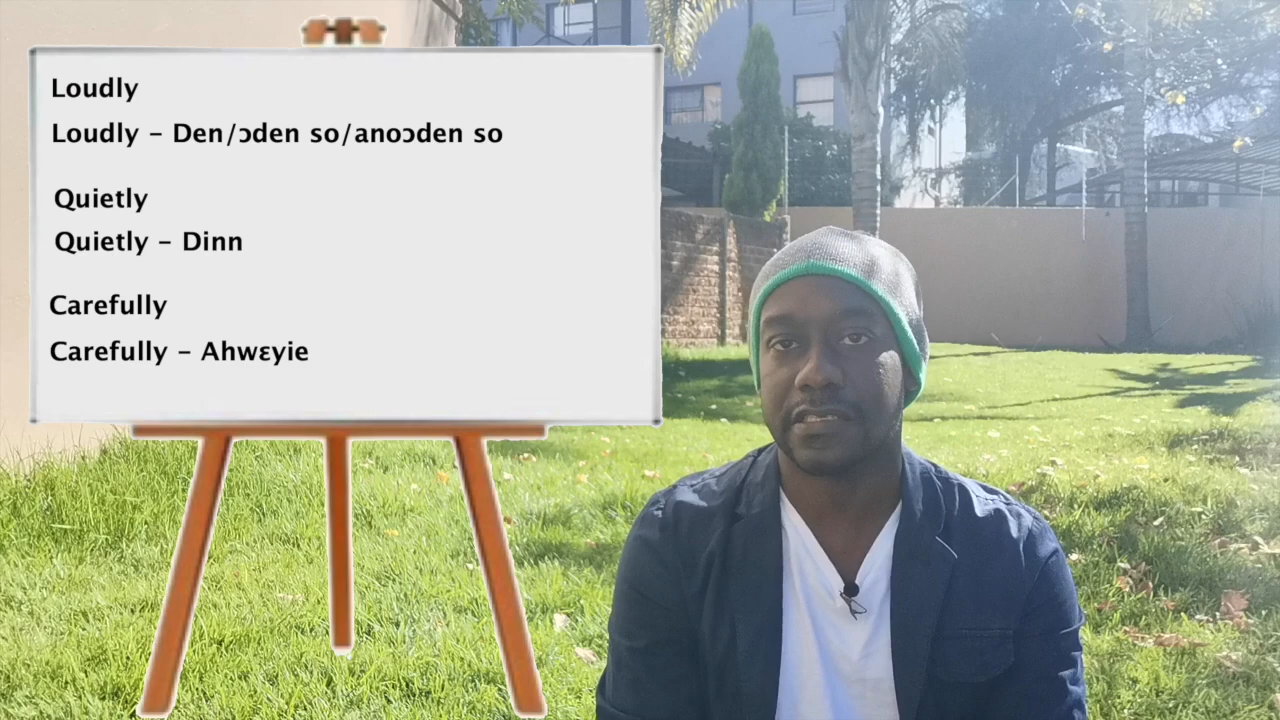 Loudly
Loudly – Den/ɔden so/anoɔden so
Quietly
Quietly – Dinn
Carefully
Carefully – Ahwɛyie